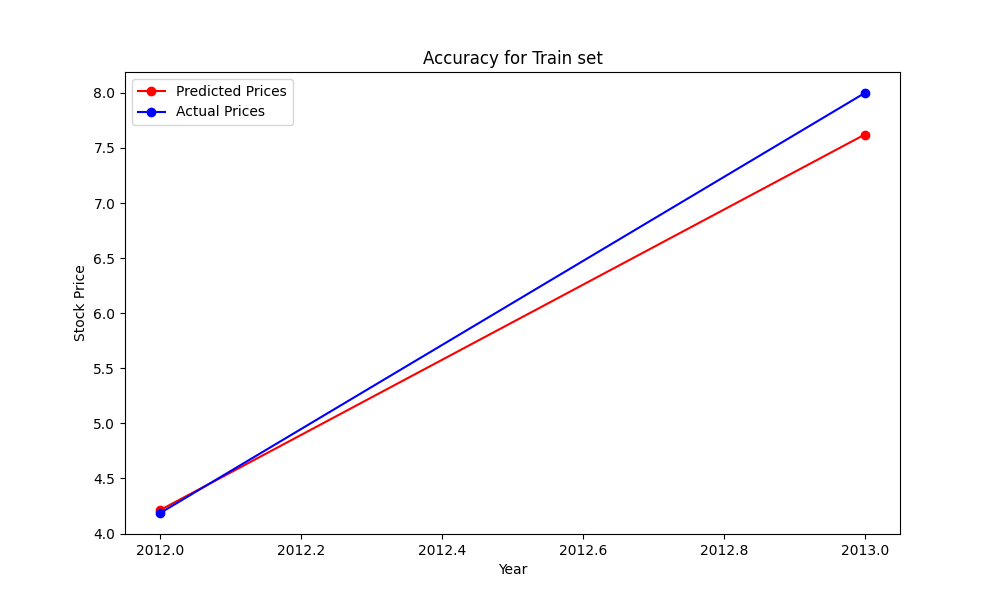 Accuracy for Train set
Predicted Prices
Actual Prices
8.0
7.5
7.0
6.5
6.0
5.5
5.0
4.5
4.0
Stock Price
2012.0 2012.2 2012.4 2012.6 2012.8 2013.0
Year